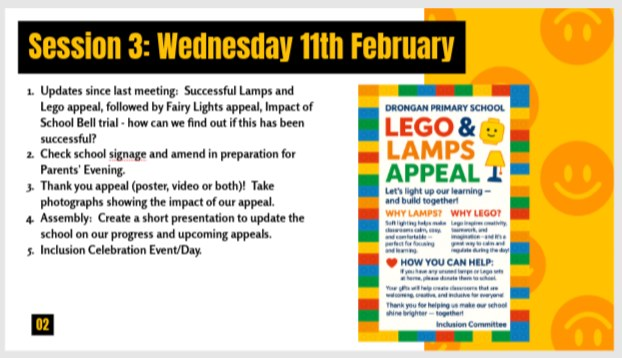 Session 3: Wednesday 11th February
1. Updates since last meeting: Successful Lamps and
Lego appeal, followed by Fairy Lights appeal, Impact of
School Bell trial - how can we find out if this has been
successful?
2. Check school signage and amend in preparation for
Parents' Evening.
3. Thank you appeal (poster, video or both)! Take
photographs showing the impact of our appeal.
4. Assembly: Create a short presentation to update the
school on our progress and upcoming appeals.
5. Inclusion Celebration Event/Day.
02
DRONGAN PRIMARY SCHOOL
LEGO &
LAMPS
APPEAL
Let's light up our learning —
and build together!
WHY LAMPS?
Soft lighting helps make
classrooms calm, cosy,
and comfortable —
perfect for focusing
and learning.
WHY LEGO?
Lego inspires creativity,
teamwork, and
imagination — and it's a
great way to calm and
regulate during the day!
HOW YOU CAN HELP:
If you have any unused lamps or Lego sets
at home, please donate them to school.
Your gifts will help create classrooms that are
welcoming, creative, and inclusive for everyone!
Thank you for helping us make our school
shine brighter — together!
Inclusion Committee